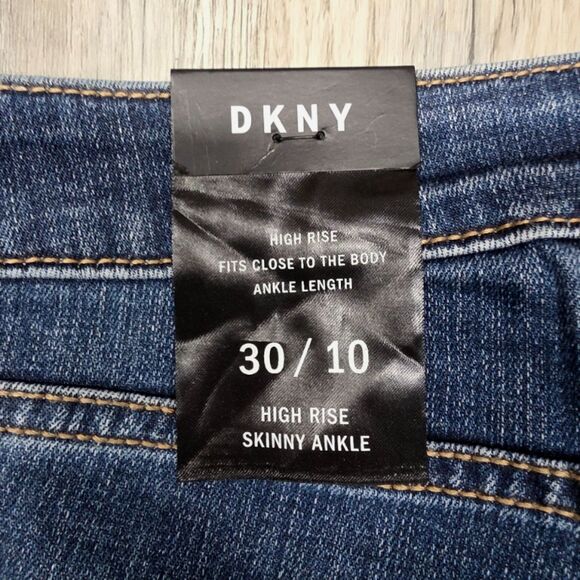 DKNY
HIGH RISE
FITS CLOSE TO THE BODY
ANKLE LENGTH
30 / 10
HIGH RISE
SKINNY ANKLE